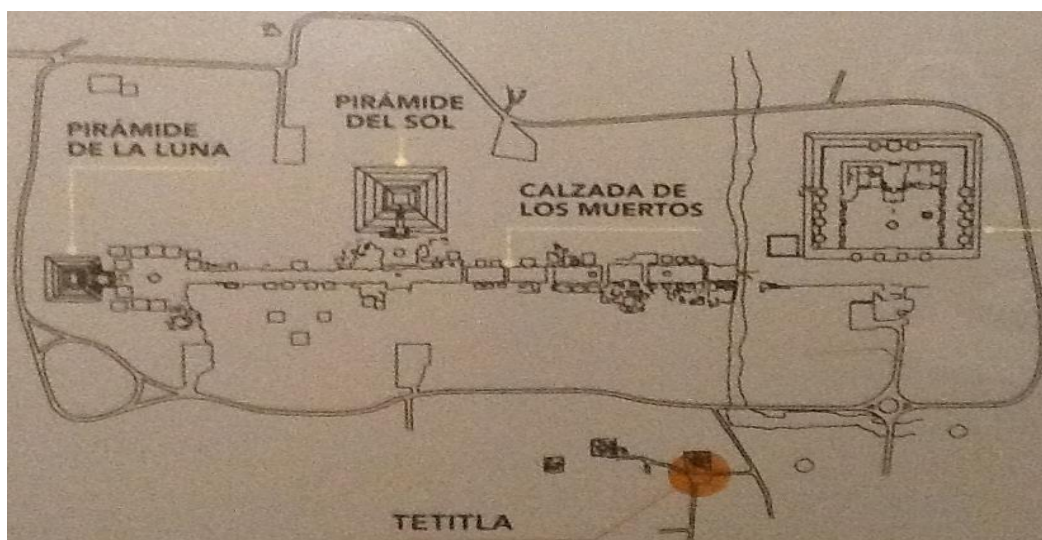 PIRÁMIDE
DEL SOL
PIRÁMIDE
DE LA LUNA
CALZADA DE
LOS MUERTOS
TETITLA